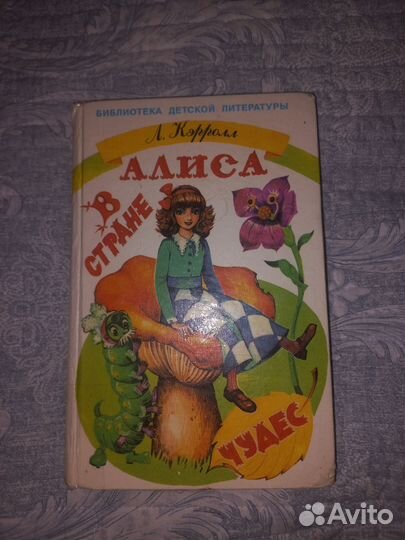 БИБЛИОТЕКА ДЕТСКОЙ ЛИТЕРАТУРЫ
Л. Кэрролл
АЛИСА
В
СТРАНЕ
ЧУДЕС
Avito